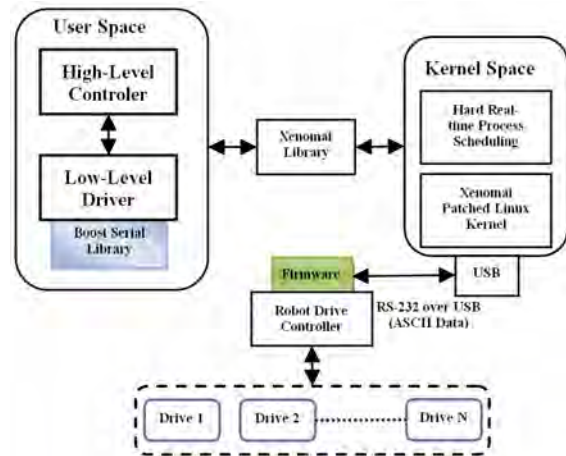 User Space
High-Level
Controler
Low-Level
Driver
Boost Serial
Library
Xenomal
Library
Kernel Space
Hard Real-
time Process
Scheduling
Xenomal
Patched Linux
Kernel
USB
Firmware
Robot Drive
Controller
RS-232 over USB
(ASCII Data)
Drive 1
Drive 2
Drive N